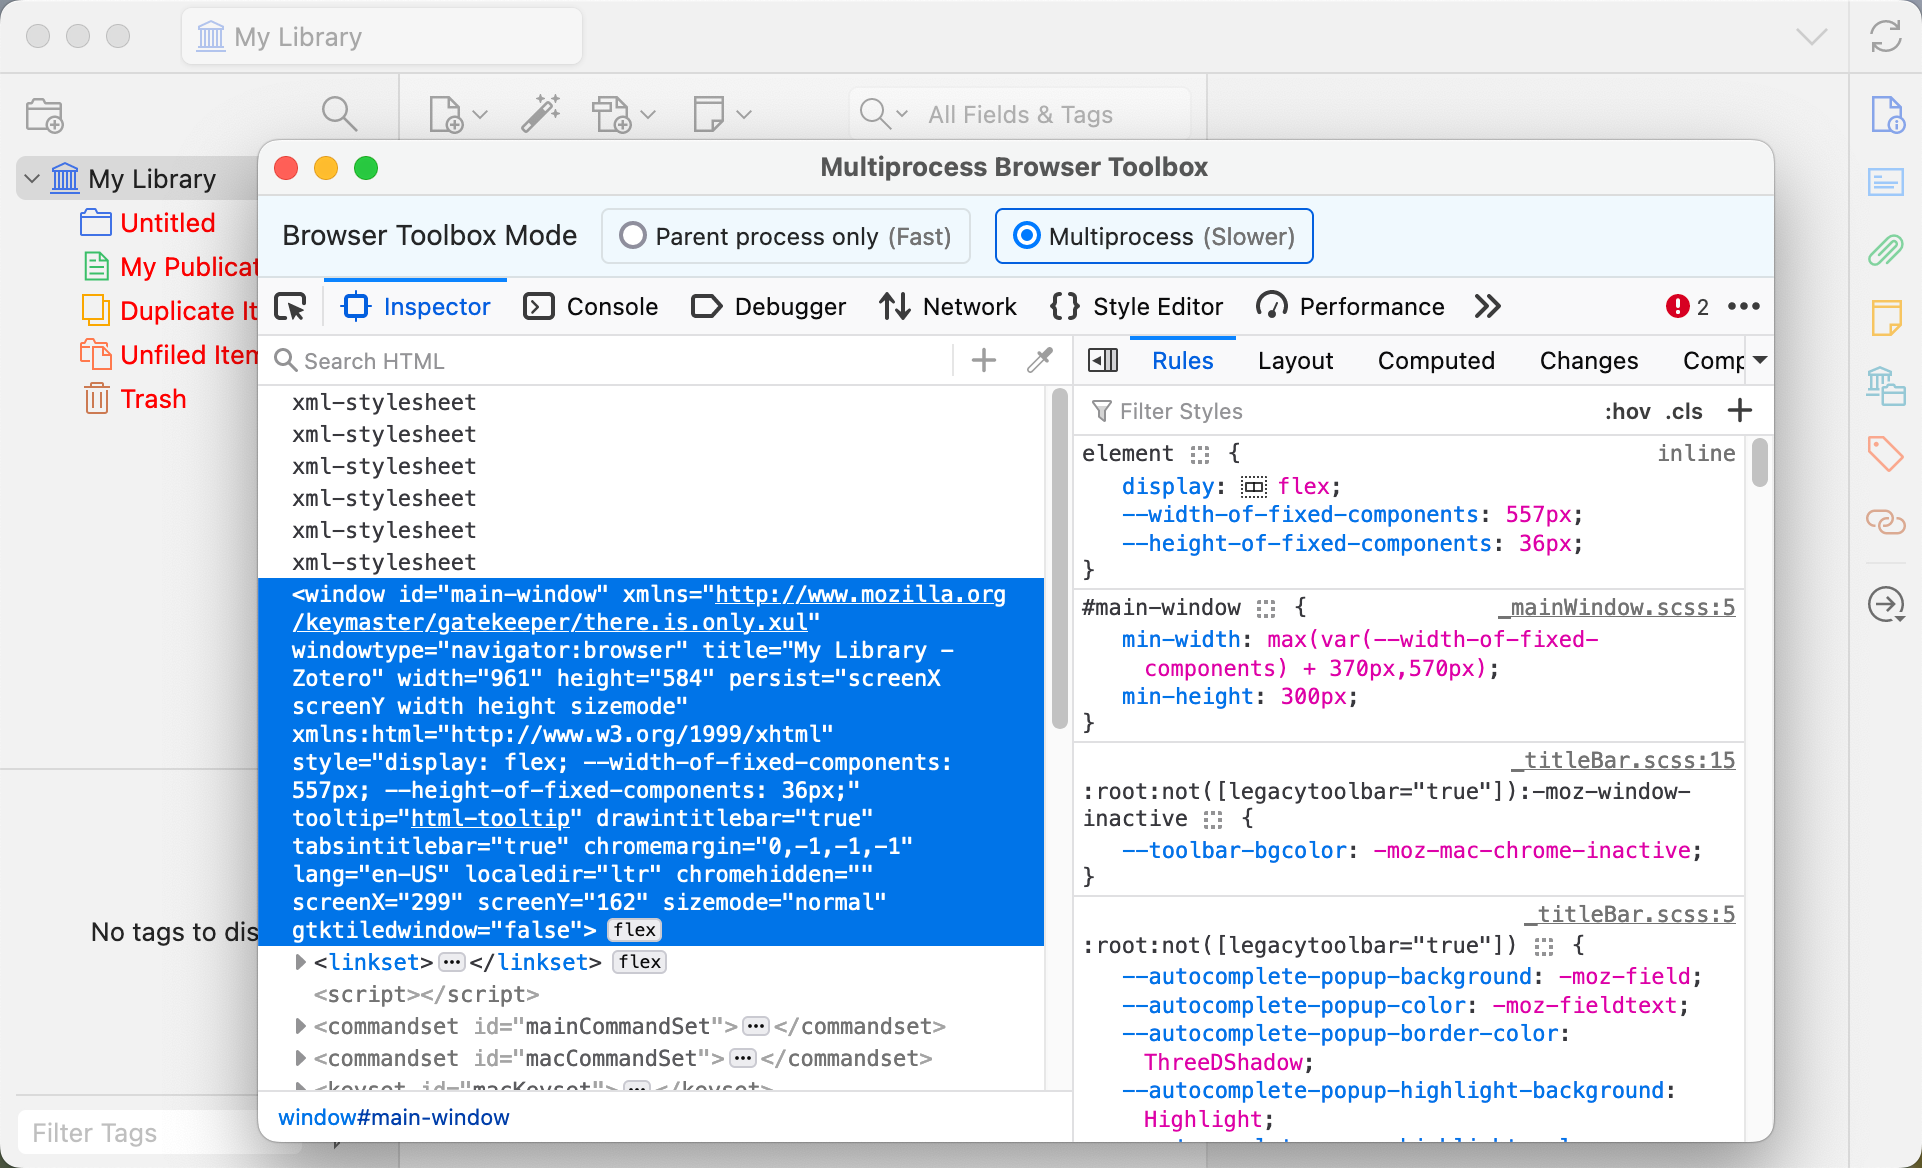 My Library
All Fields & Tags
My Library
Untitled
My Publicat
Duplicate It
Unfiled Item
Trash
No tags to dis
Filter Tags
Multiprocess Browser Toolbox
Browser Toolbox Mode
Parent process only (Fast)
Multiprocess (Slower)
Inspector
Console
Debugger
Network
Style Editor
Performance
2
Search HTML
xml-stylesheet
xml-stylesheet
xml-stylesheet
xml-stylesheet
xml-stylesheet
xml-stylesheet
<window id="main-window" xmlns="http://www.mozilla.org
/keymaster/gatekeeper/there.is.only.xul"
windowtype="navigator:browser" title="My Library -
Zotero" width="961" height="584" persist="screenX
screenY width height sizemode"
xmlns:html="http://www.w3.org/1999/xhtml"
style="display: flex; --width-of-fixed-components:
557px; --height-of-fixed-components: 36px;"
tooltip="html-tooltip" drawintitlebar="true"
tabsintitlebar="true" chromemargin="0,-1,-1,-1"
lang="en-US" localedir="ltr" chromehidden=""
screenX="299" screenY="162" sizemode="normal"
gtktiledwindow="false"> flex
<linkset>…</linkset> flex
<script></script>
<commandset id="mainCommandSet">…</commandset>
<commandset id="macCommandSet">…</commandset>
<keyset id="macKeyset">…</keyset>
window#main-window
Rules
Layout
Computed
Changes
Comp
Filter Styles
:hov .cls
element {
inline
display: flex;
--width-of-fixed-components: 557px;
--height-of-fixed-components: 36px;
}
#main-window {
_mainWindow.scss:5
min-width: max(var(--width-of-fixed-
components) + 370px,570px);
min-height: 300px;
}
_titleBar.scss:15
:root:not([legacytoolbar="true"]):-moz-window-
inactive {
--toolbar-bgcolor: -moz-mac-chrome-inactive;
}
_titleBar.scss:5
:root:not([legacytoolbar="true"]) {
--autocomplete-popup-background: -moz-field;
--autocomplete-popup-color: -moz-fieldtext;
--autocomplete-popup-border-color:
ThreeDShadow;
--autocomplete-popup-highlight-background:
Highlight;